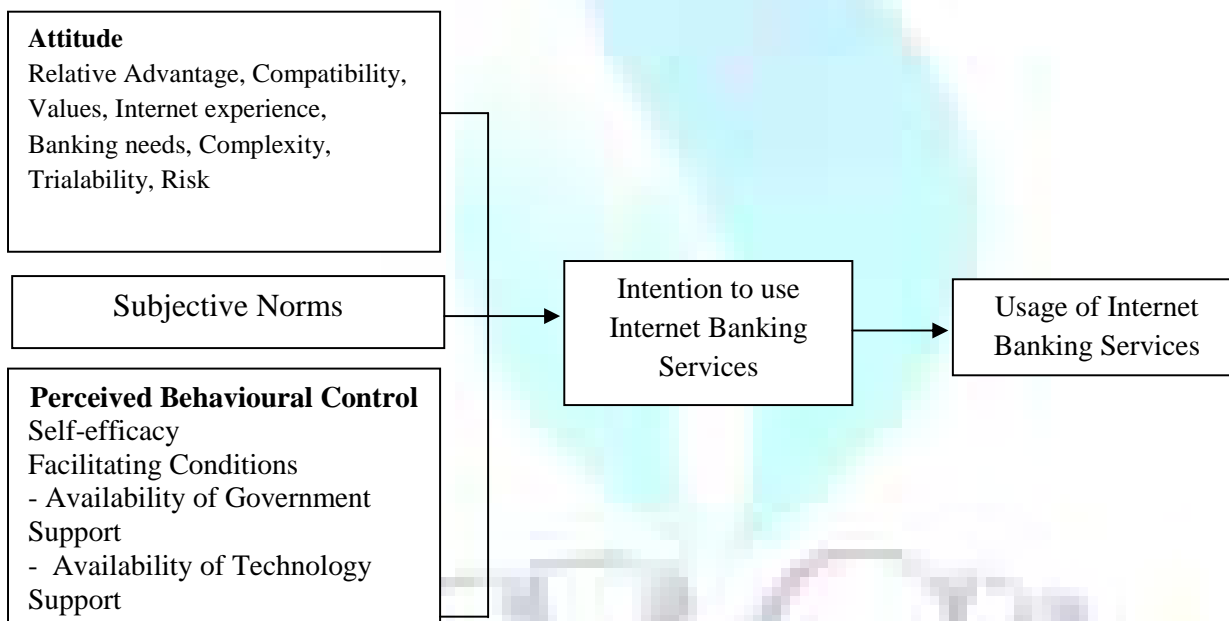 Attitude
Relative Advantage, Compatibility,
Values, Internet experience,
Banking needs, Complexity,
Trialability, Risk
Subjective Norms
Perceived Behavioural Control
Self-efficacy
Facilitating Conditions
- Availability of Government
Support
- Availability of Technology
Support
Intention to use
Internet Banking
Services
Usage of Internet
Banking Services